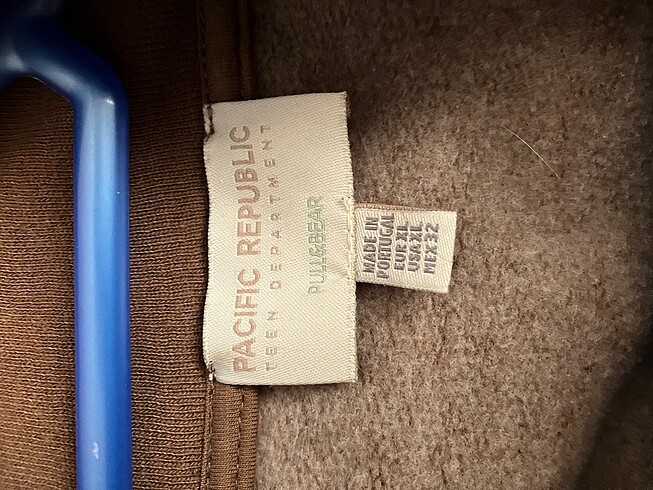 PACIFIC REPUBLIC
TEEN DEPARTMENT
PULL&BEAR
MADE IN
PORTUGAL
EUR XL
USA XL
MEX 32